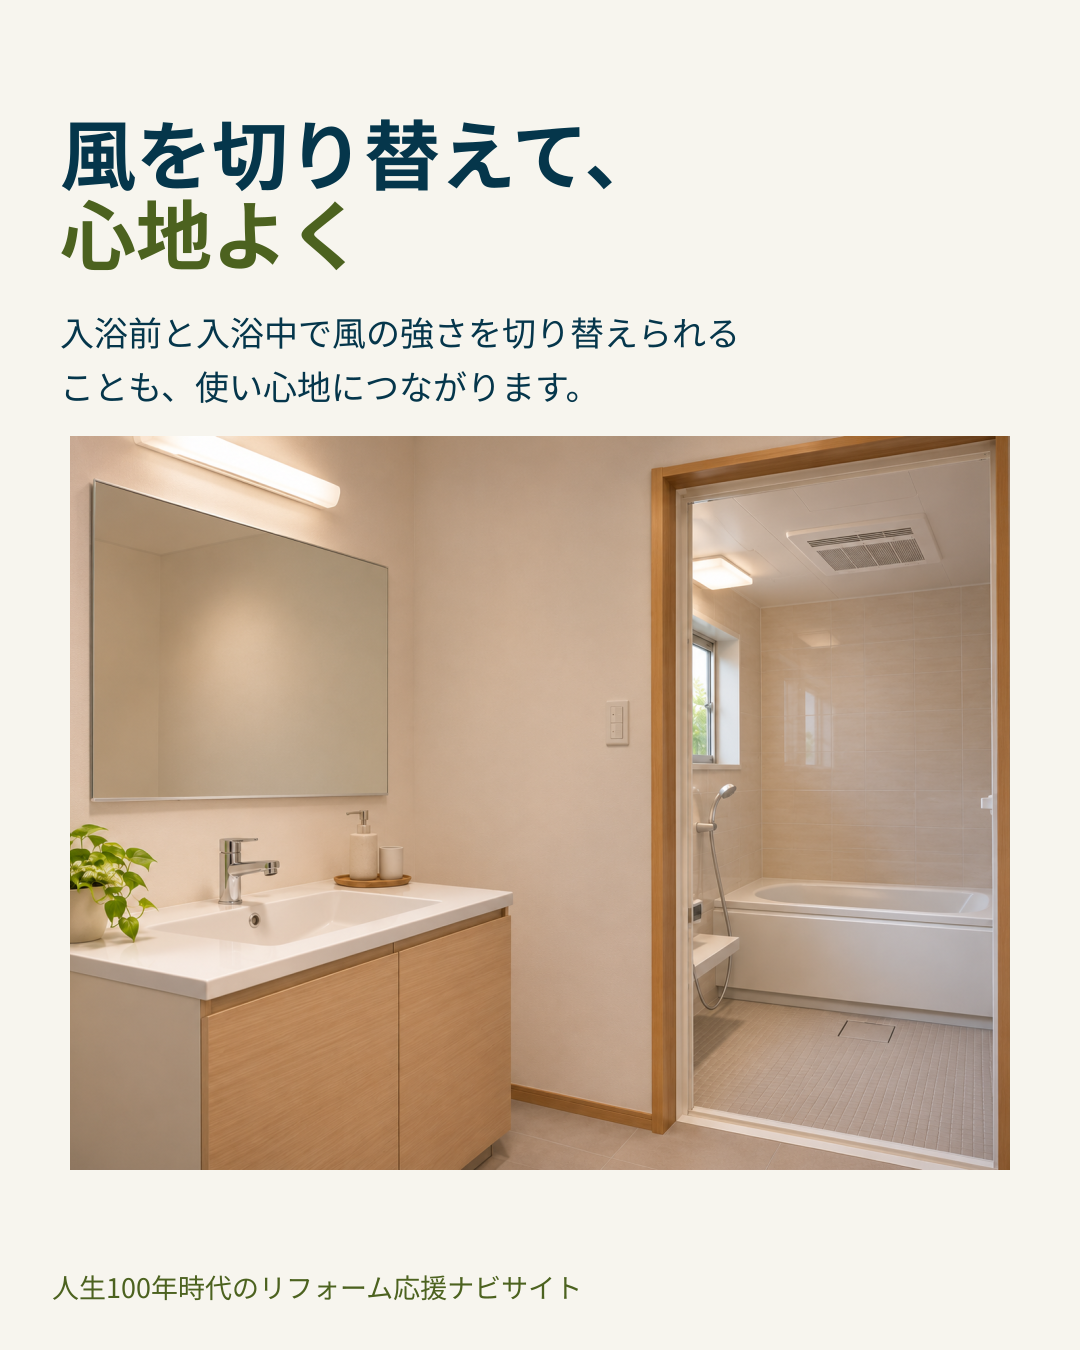 風を切り替えて、
心地よく
入浴前と入浴中で風の強さを切り替えられる
ことも、使い心地につながります。
人生100年時代のリフォーム応援ナビサイト